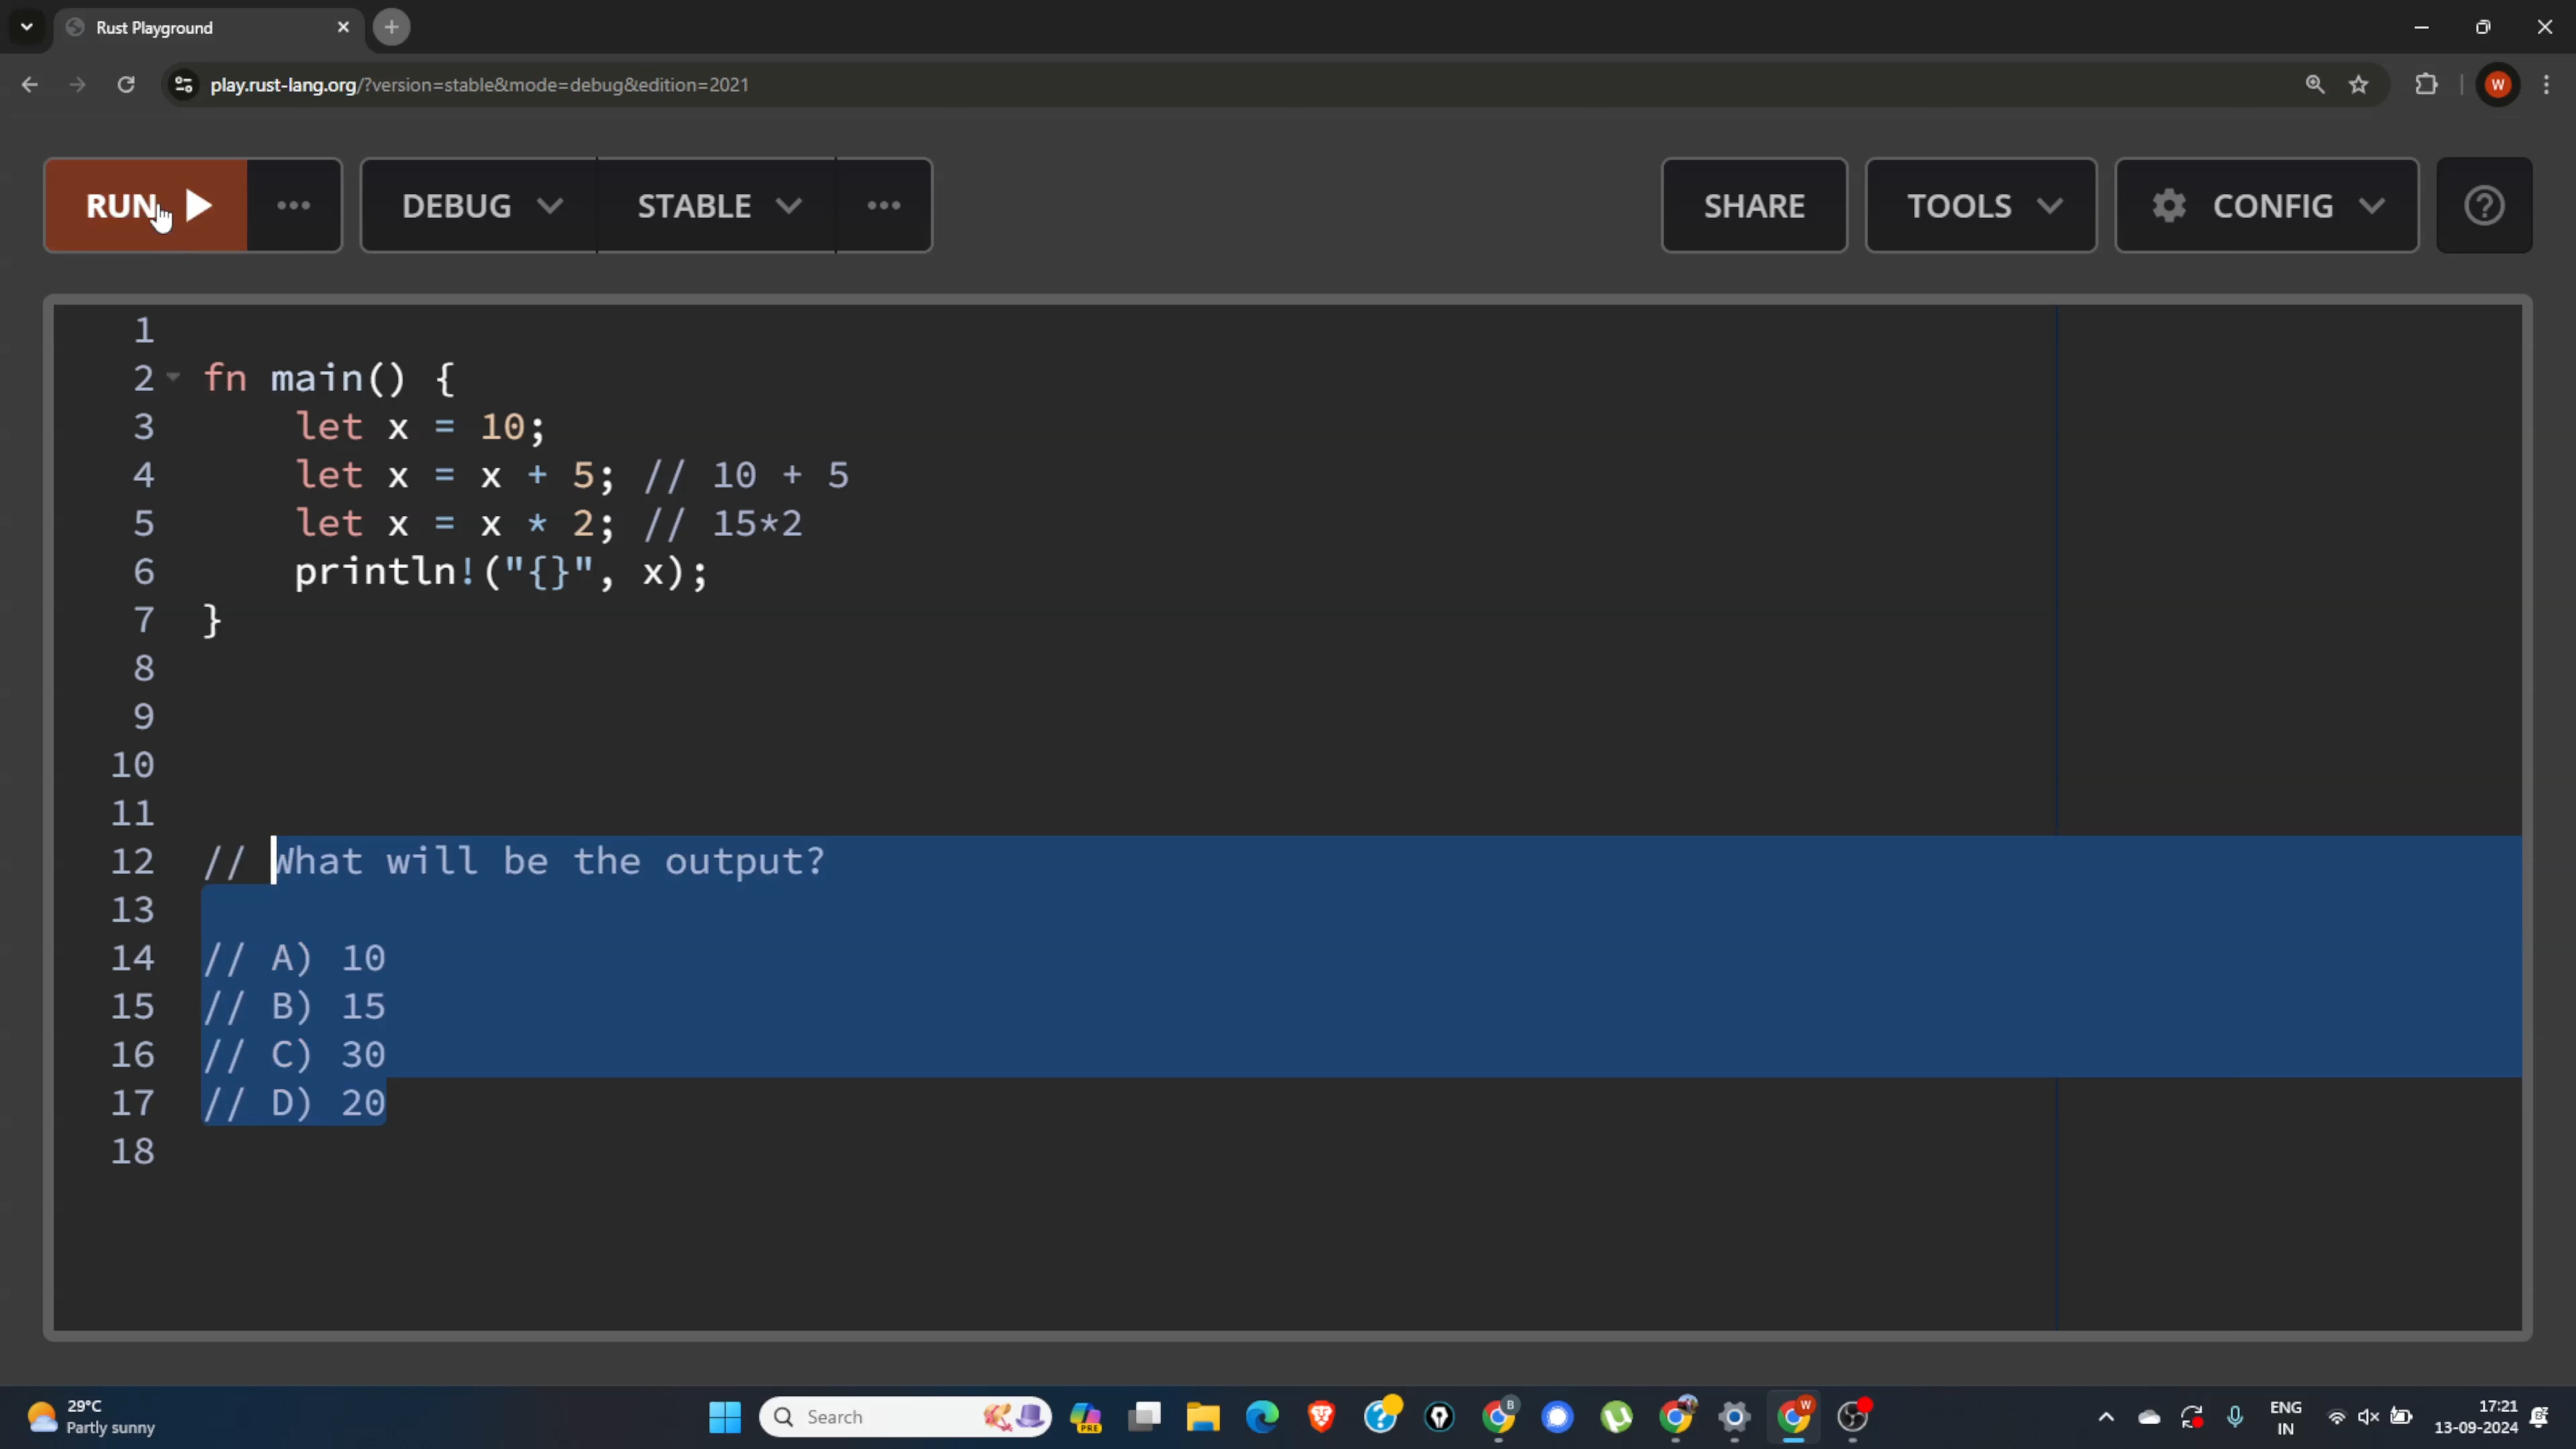 Rust Playground
play.rust-lang.org/?version=stable&mode=debug&edition=2021
W
RUN
DEBUG
STABLE
SHARE
TOOLS
CONFIG
1
2 fn main() {
3 let x = 10;
4 let x = x + 5; // 10 + 5
5 let x = x * 2; // 15*2
6 println!("{}", x);
7 }
8
9
10
11
12 // What will be the output?
13
14 // A) 10
15 // B) 15
16 // C) 30
17 // D) 20
18
29°C
Partly sunny
Search
PRE
B
W
ENG
IN
17:21
13-09-2024